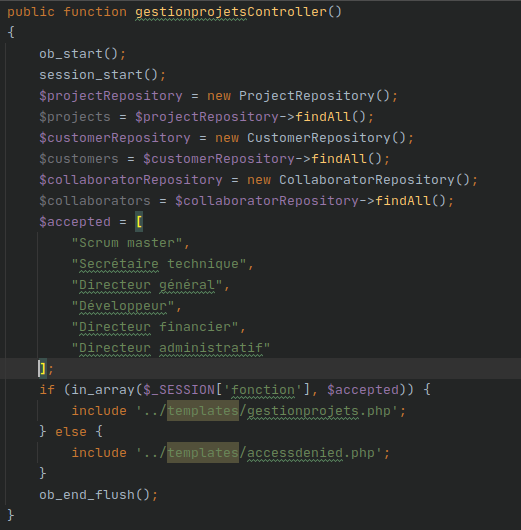 public function gestionprojetsController()
{
    ob_start();
    session_start();
    $projectRepository = new ProjectRepository();
    $projects = $projectRepository->findAll();
    $customerRepository = new CustomerRepository();
    $customers = $customerRepository->findAll();
    $collaboratorRepository = new CollaboratorRepository();
    $collaborators = $collaboratorRepository->findAll();
    $accepted = [
        "Scrum master",
        "Secrétaire technique",
        "Directeur général",
        "Développeur",
        "Directeur financier",
        "Directeur administratif"
    ];
    if (in_array($_SESSION['fonction'], $accepted)) {
        include '../templates/gestionprojets.php';
    } else {
        include '../templates/accessdenied.php';
    }
    ob_end_flush();
}